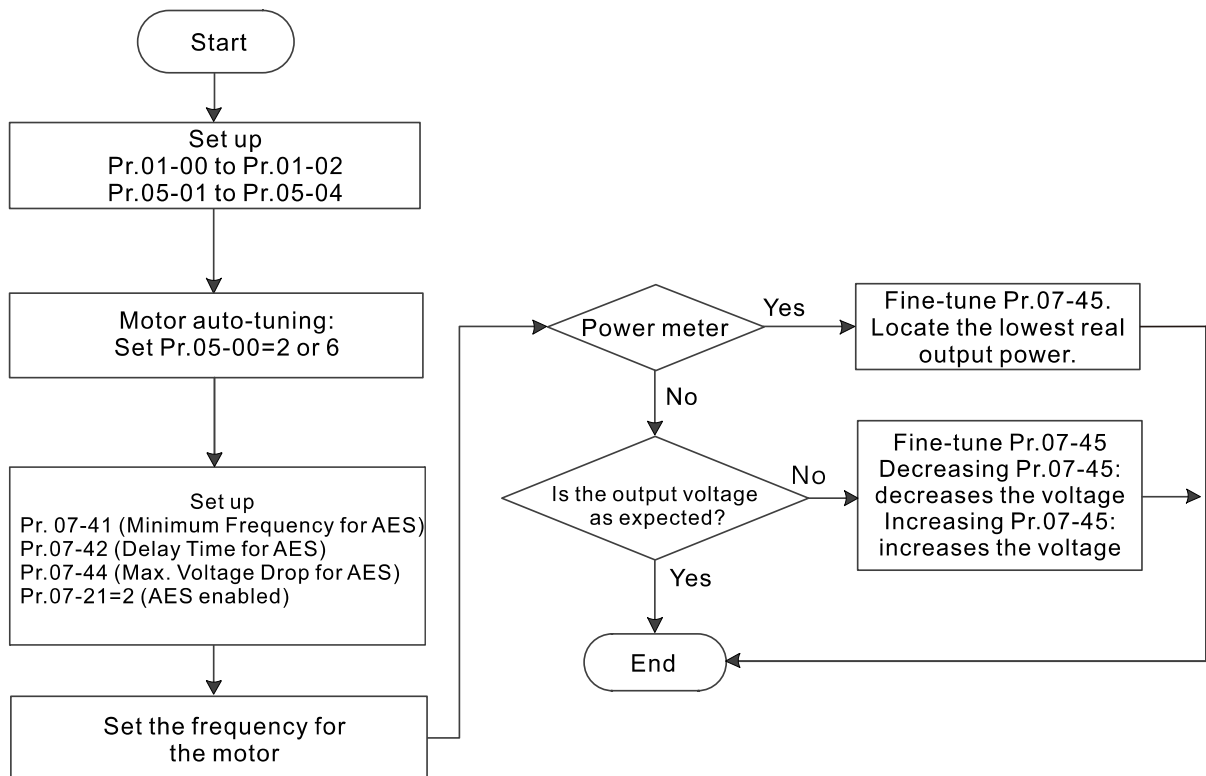 Start
Set up
Pr.01-00 to Pr.01-02
Pr.05-01 to Pr.05-04
Motor auto-tuning:
Set Pr.05-00=2 or 6
Set up
Pr. 07-41 (Minimum Frequency for AES)
Pr.07-42 (Delay Time for AES)
Pr.07-44 (Max. Voltage Drop for AES)
Pr.07-21=2 (AES enabled)
Set the frequency for
the motor
Power meter
Yes
Fine-tune Pr.07-45.
Locate the lowest real
output power.
No
Is the output voltage
as expected?
No
Fine-tune Pr.07-45
Decreasing Pr.07-45:
decreases the voltage
Increasing Pr.07-45:
increases the voltage
Yes
End